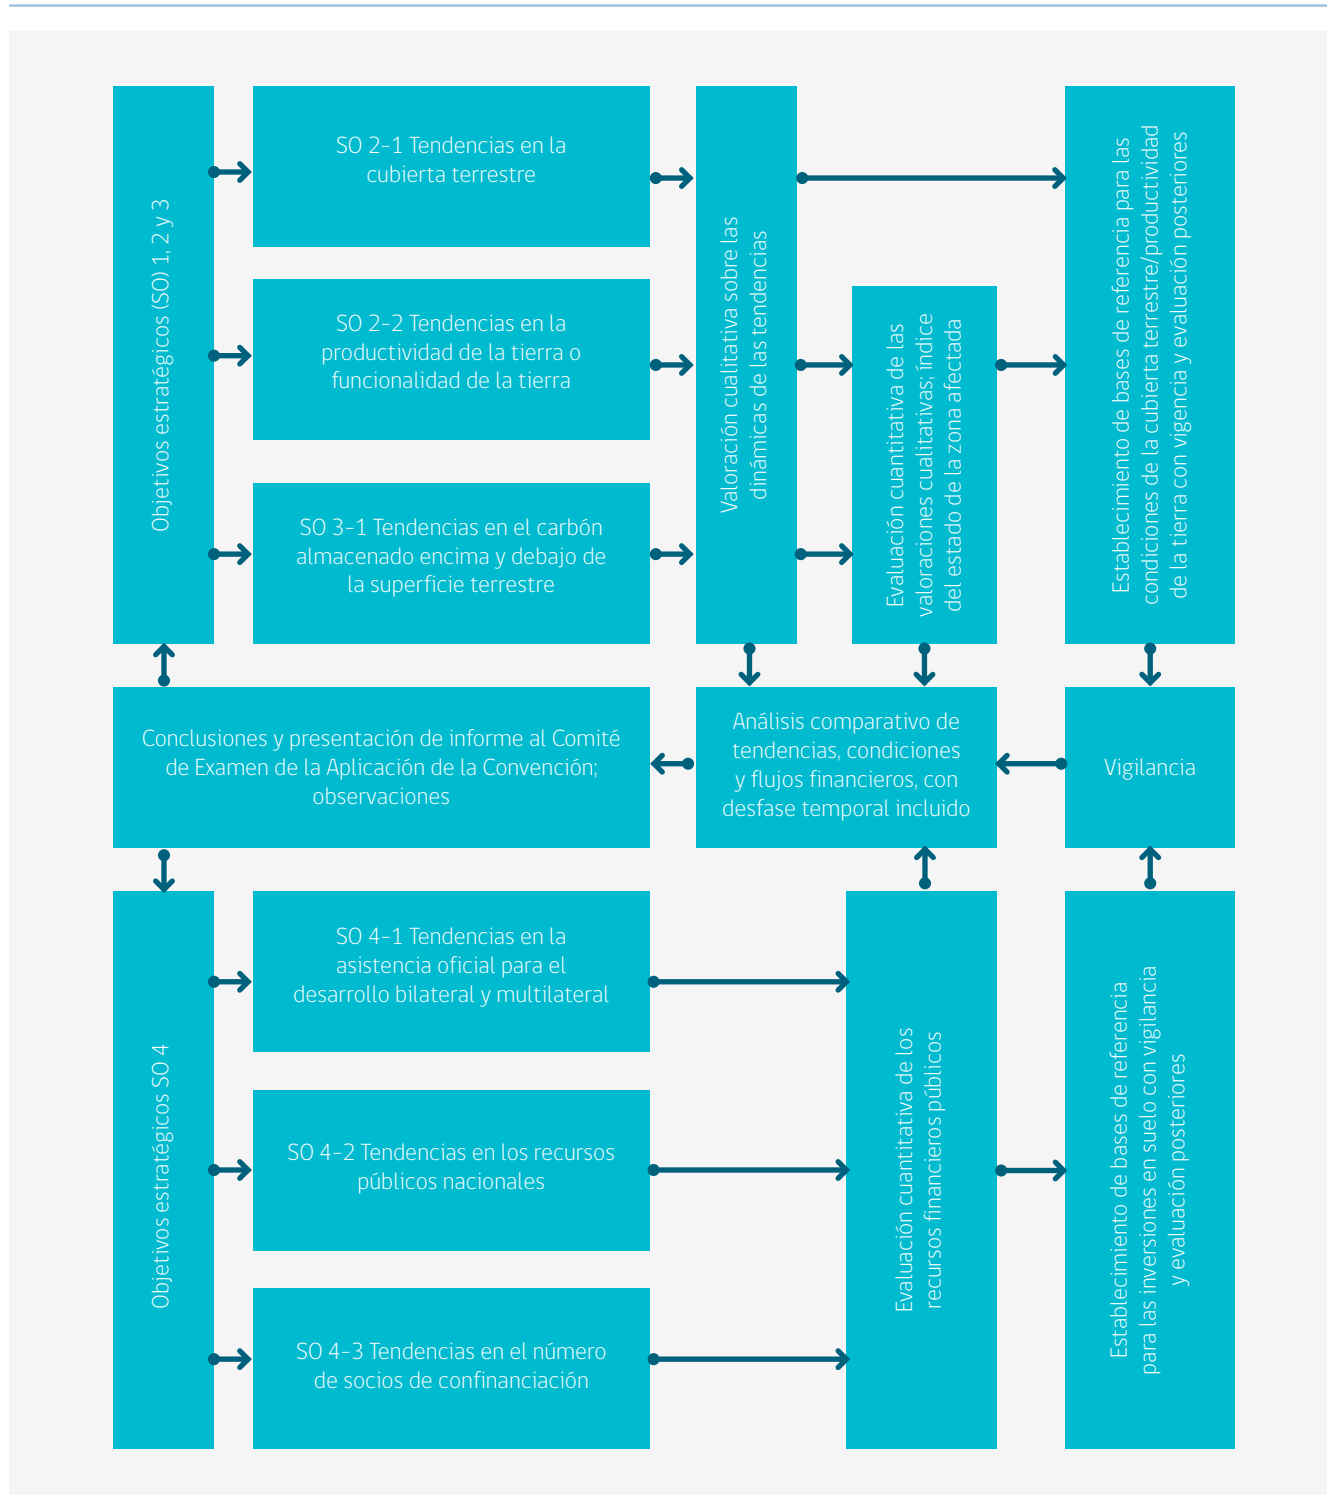 Objetivos estratégicos (SO) 1, 2 y 3
SO 2-1 Tendencias en la
cubierta terrestre
SO 2-2 Tendencias en la
productividad de la tierra o
funcionalidad de la tierra
SO 3-1 Tendencias en el carbón
almacenado encima y debajo de
la superficie terrestre
Valoración cualitativa sobre las
dinámicas de las tendencias
Evaluación cuantitativa de las
valoraciones cualitativas; índice
del estado de la zona afectada
Establecimiento de bases de referencia para las
condiciones de la cubierta terrestre/productividad
de la tierra con vigencia y evaluación posteriores
Conclusiones y presentación de informe al Comité
de Examen de la Aplicación de la Convención;
observaciones
Análisis comparativo de
tendencias, condiciones
y flujos financieros, con
desfase temporal incluido
Vigilancia
Objetivos estratégicos SO 4
SO 4-1 Tendencias en la
asistencia oficial para el
desarrollo bilateral y multilateral
SO 4-2 Tendencias en los recursos
públicos nacionales
SO 4-3 Tendencias en el número
de socios de confinanciación
Evaluación cuantitativa de los
recursos financieros públicos
Establecimiento de bases de referencia
para las inversiones en suelo con vigilancia
y evaluación posteriores